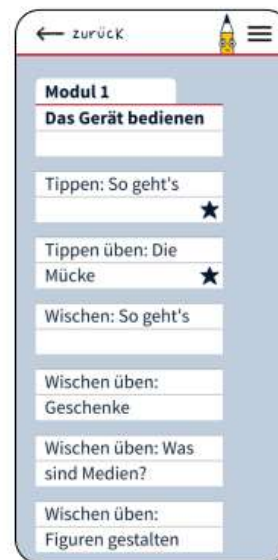 ← zurück
Modul 1
Das Gerät bedienen
Tippen: So geht's
Tippen üben: Die
Mücke
Wischen: So geht's
Wischen üben:
Geschenke
Wischen üben: Was
sind Medien?
Wischen üben:
Figuren gestalten